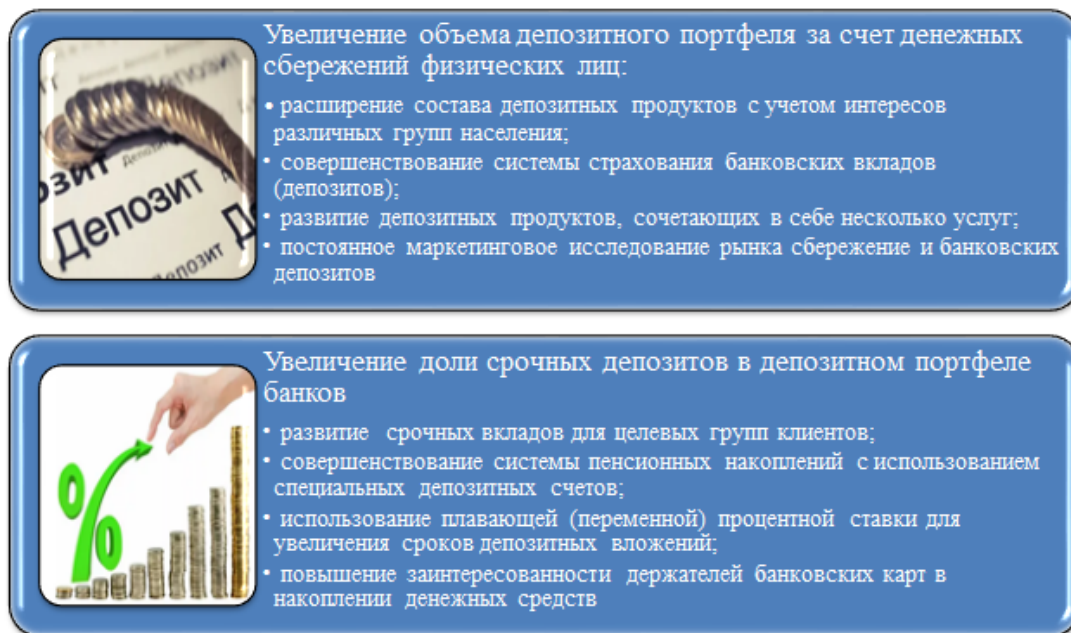 Увеличение объема депозитного портфеля за счет денежных
сбережений физических лиц:
• расширение состава депозитных продуктов с учетом интересов
различных групп населения;
• совершенствование системы страхования банковских вкладов
(депозитов);
• развитие депозитных продуктов, сочетающих в себе несколько услуг;
• постоянное маркетинговое исследование рынка сбережение и банковских
депозитов
Депозит
Депозит
Увеличение доли срочных депозитов в депозитном портфеле
банков
• развитие срочных вкладов для целевых групп клиентов;
• совершенствование системы пенсионных накоплений с использованием
специальных депозитных счетов;
• использование плавающей (переменной) процентной ставки для
увеличения сроков депозитных вложений;
• повышение заинтересованности держателей банковских карт в
накоплении денежных средств
%